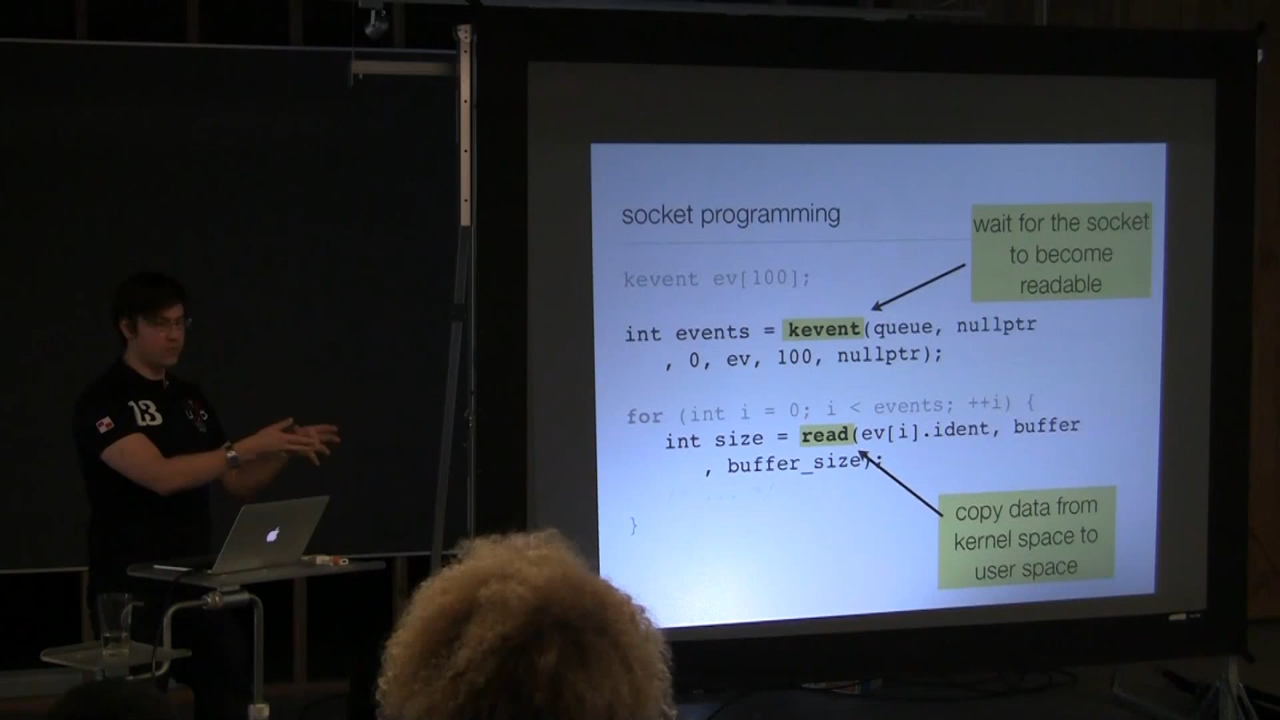 socket programming
wait for the socket
to become
readable
kevent ev[100];
int events = kevent(queue, nullptr
, 0, ev, 100, nullptr);
for (int i = 0; i < events; ++i) {
int size = read(ev[i].ident, buffer
, buffer_size);
}
copy data from
kernel space to
user space
13